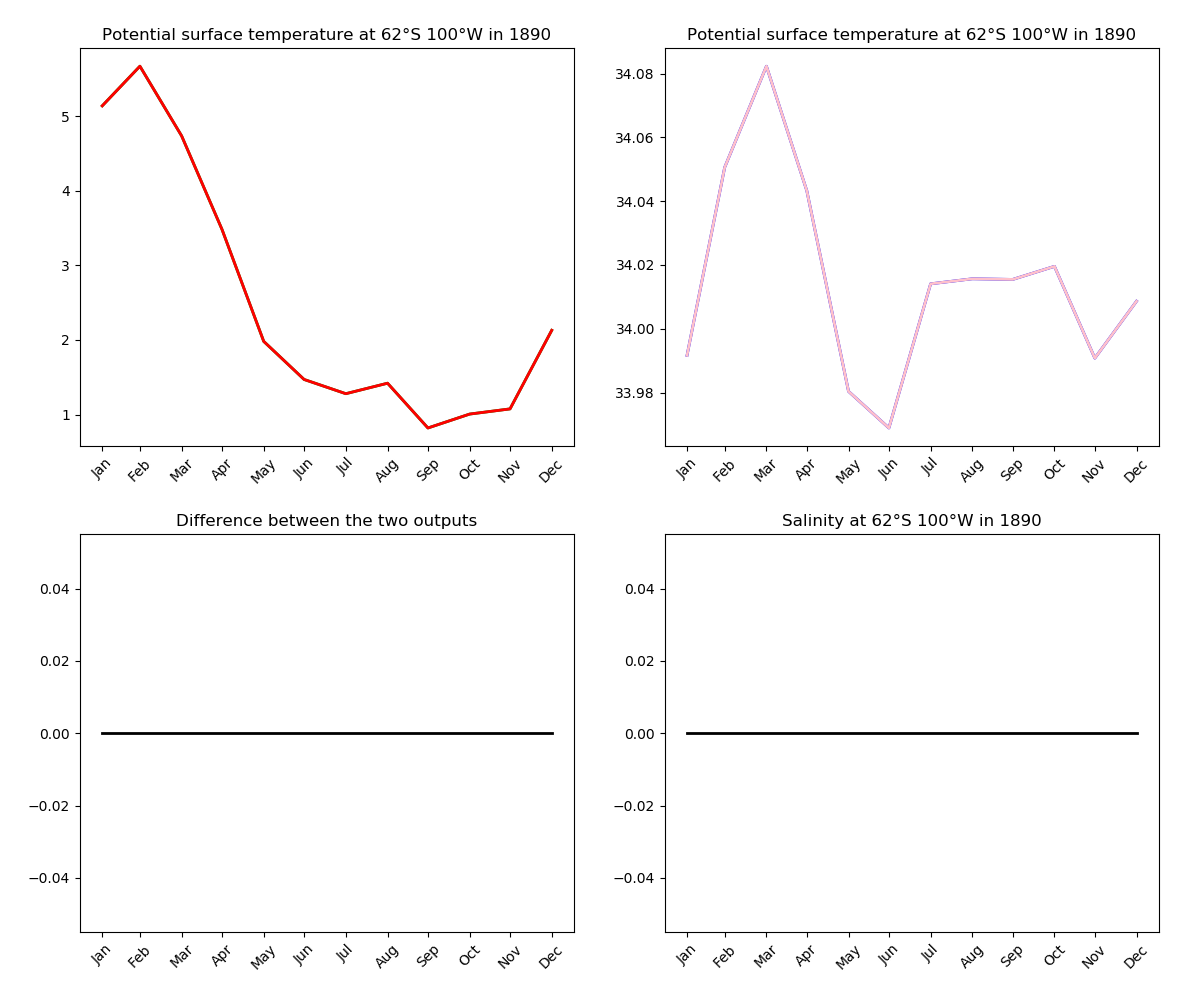 Potential surface temperature at 62°S 100°W in 1890
5
4
3
2
1
Jan Feb Mar Apr May Jun Jul Aug Sep Oct Nov Dec
Potential surface temperature at 62°S 100°W in 1890
34.08
34.06
34.04
34.02
34.00
33.98
Jan Feb Mar Apr May Jun Jul Aug Sep Oct Nov Dec
Difference between the two outputs
0.04
0.02
0.00
−0.02
−0.04
Jan Feb Mar Apr May Jun Jul Aug Sep Oct Nov Dec
Salinity at 62°S 100°W in 1890
0.04
0.02
0.00
−0.02
−0.04
Jan Feb Mar Apr May Jun Jul Aug Sep Oct Nov Dec